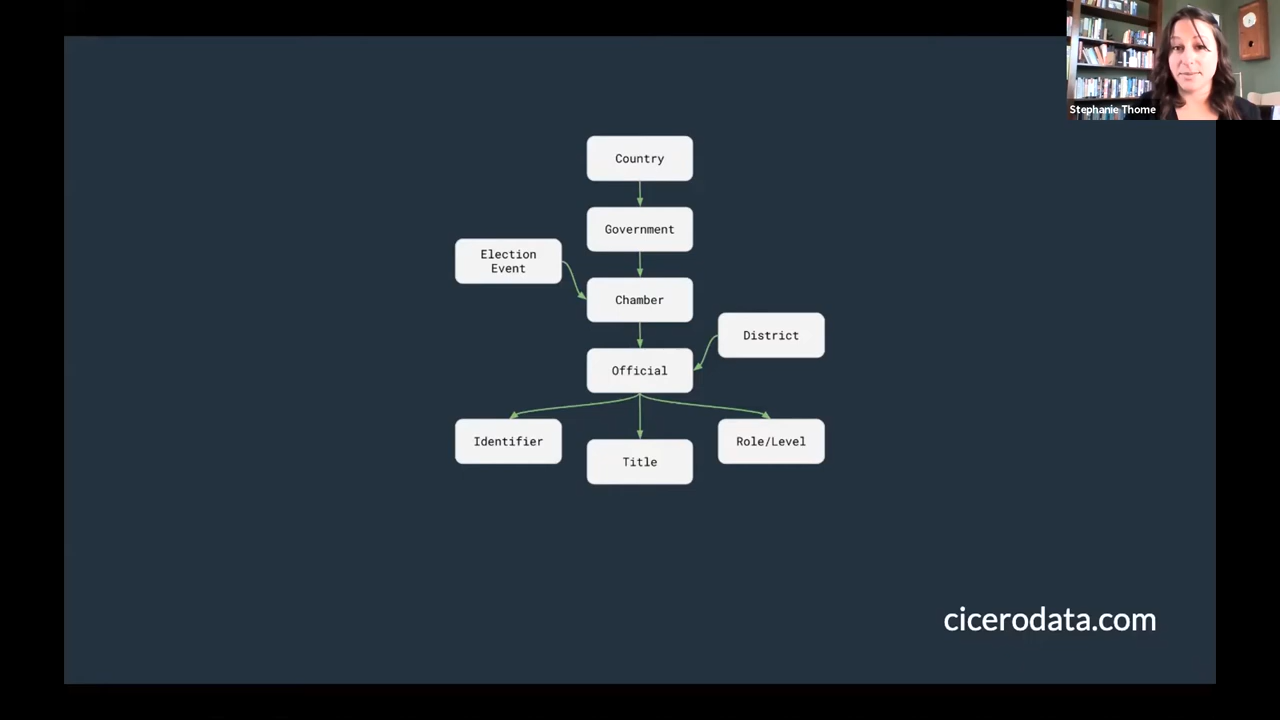 Stephanie Thome
Country
Government
Election
Event
Chamber
District
Official
Identifier
Title
Role/Level
cicerodata.com